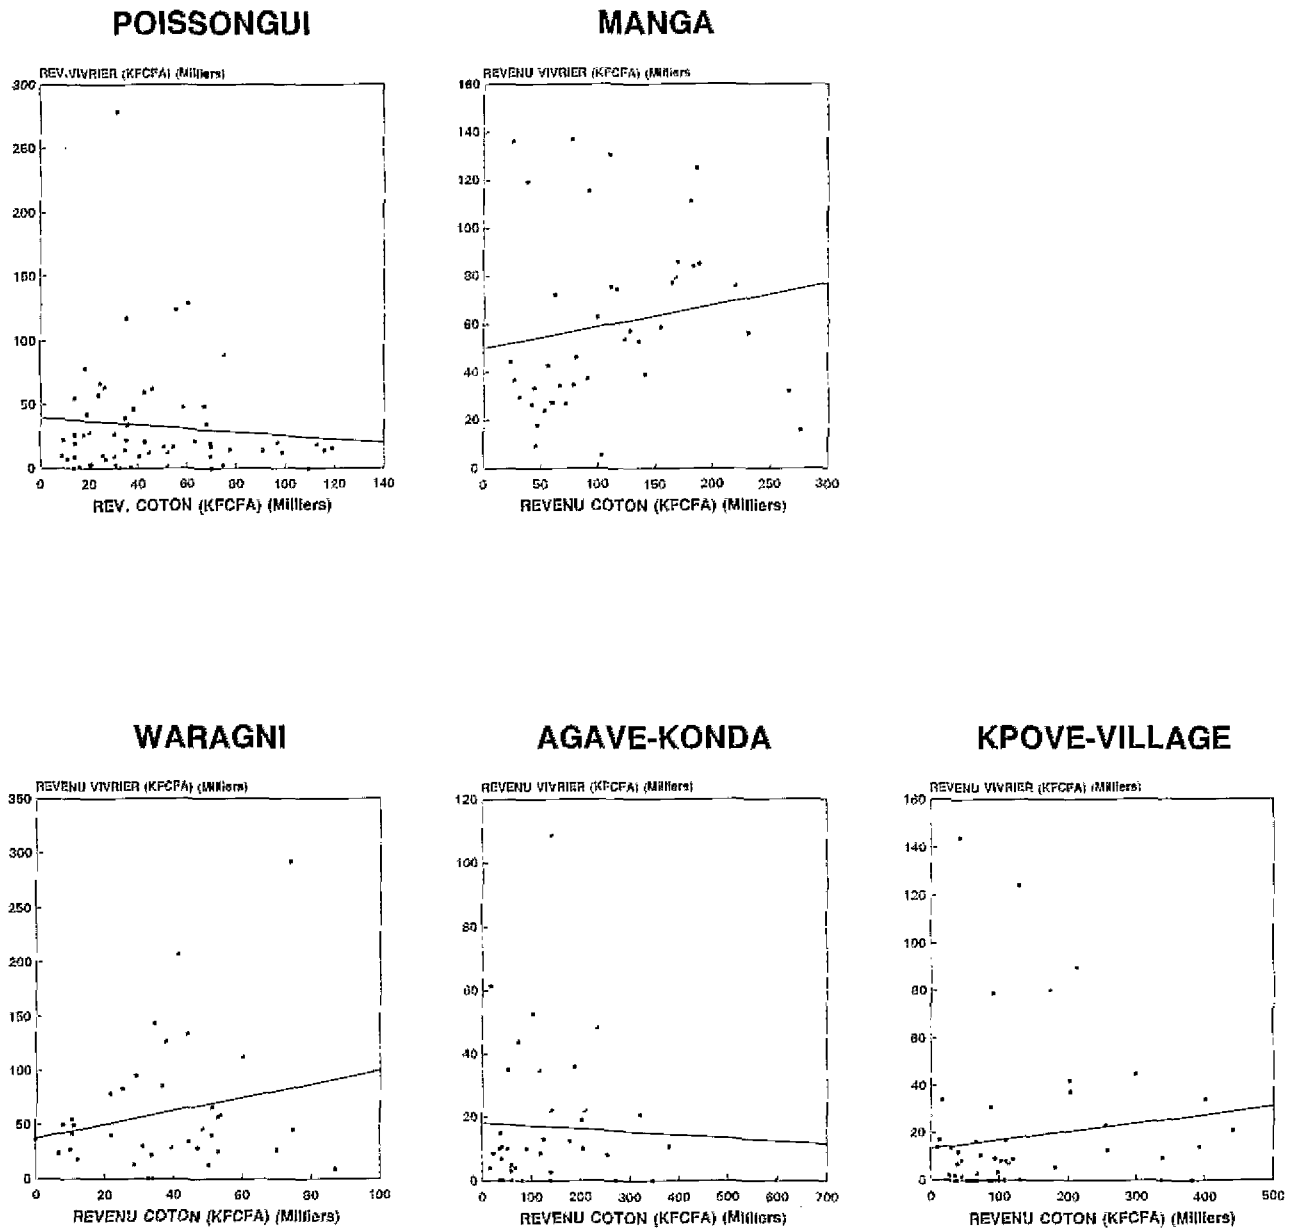 POISSONGUI
REV.VIVRIER (KFCFA) (Milliers)
300
250
200
150
100
50
0
0 20 40 60 80 100 120 140
REV. COTON (KFCFA) (Milliers)
MANGA
REVENU VIVRIER (KFCFA) (Milliers
160
140
120
100
80
60
40
20
0
0 50 100 150 200 250 300
REVENU COTON (KFCFA) (Milliers)
WARAGNI
REVENU VIVRIER (KFCFA) (Milliers)
350
300
250
200
150
100
50
0
0 20 40 60 80 100
REVENU COTON (KFCFA) (Milliers)
AGAVE-KONDA
REVENU VIVRIER (KFCFA) (Milliers)
120
100
80
60
40
20
0
0 100 200 300 400 500 600 700
REVENU COTON (KFCFA) (Milliers)
KPOVE-VILLAGE
REVENU VIVRIER (KFCFA) (Milliers)
160
140
120
100
80
60
40
20
0
0 100 200 300 400 500
REVENU COTON (KFCFA) (Milliers)